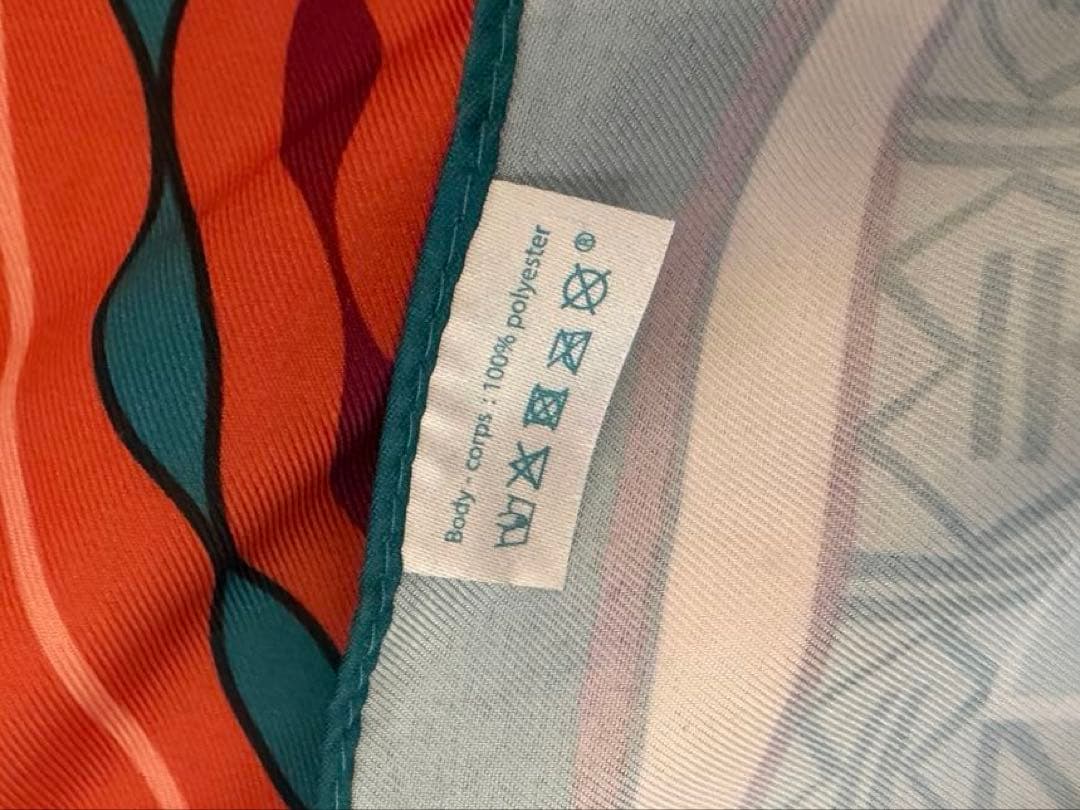 Body - corps : 100% polyester
®